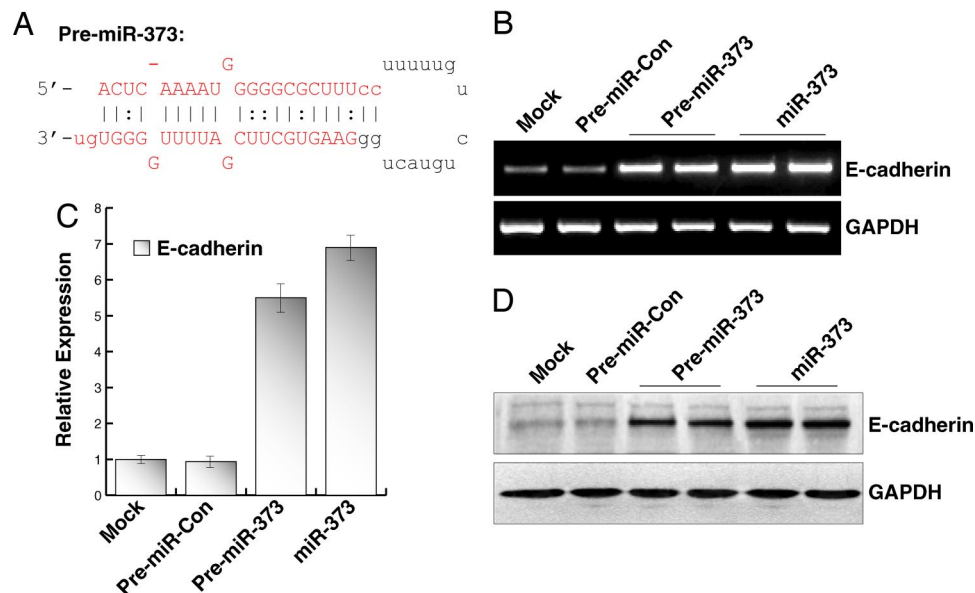 A
Pre-miR-373:
- G uuuuug
5'- ACUC AAAAU GGGGCGCUUUcc u
||:| ||||| |::||:|:||:||
3'-ugUGGG UUUUA CUUCGUGAAGgg c
G G ucaugu
B
Mock
Pre-miR-Con
Pre-miR-373
miR-373
E-cadherin
GAPDH
C
8
7
6
5
4
3
2
1
0
Relative Expression
E-cadherin
Mock
Pre-miR-Con
Pre-miR-373
miR-373
D
Mock
Pre-miR-Con
Pre-miR-373
miR-373
E-cadherin
GAPDH